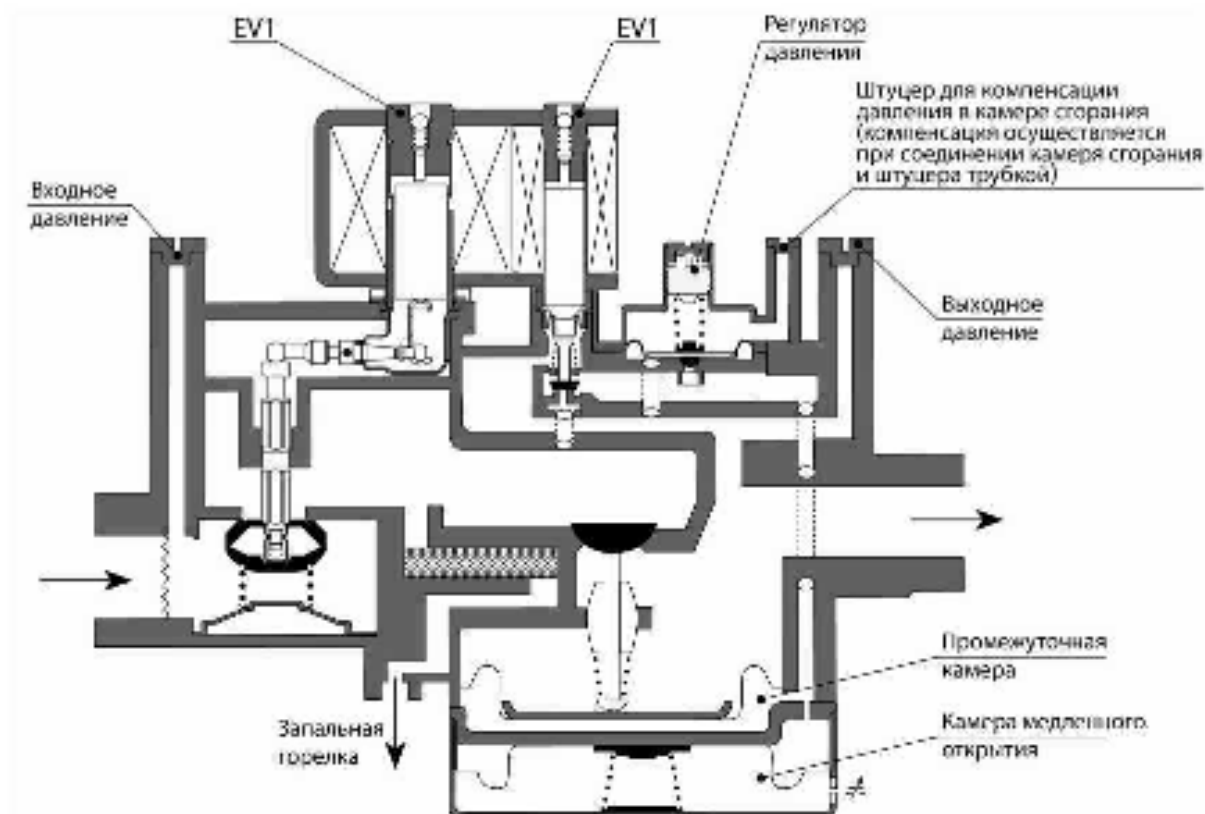 EV1
EV1
Регулятор
давления
Штуцер для компенсации
давления в камере сгорания
(компенсация осуществляется
при соединении камеря сгорания
и штуцера трубкой)
Входное
давление
Выходное
давление
Промежуточная
камера
Запальная
горелка
Камера медленного
открытия